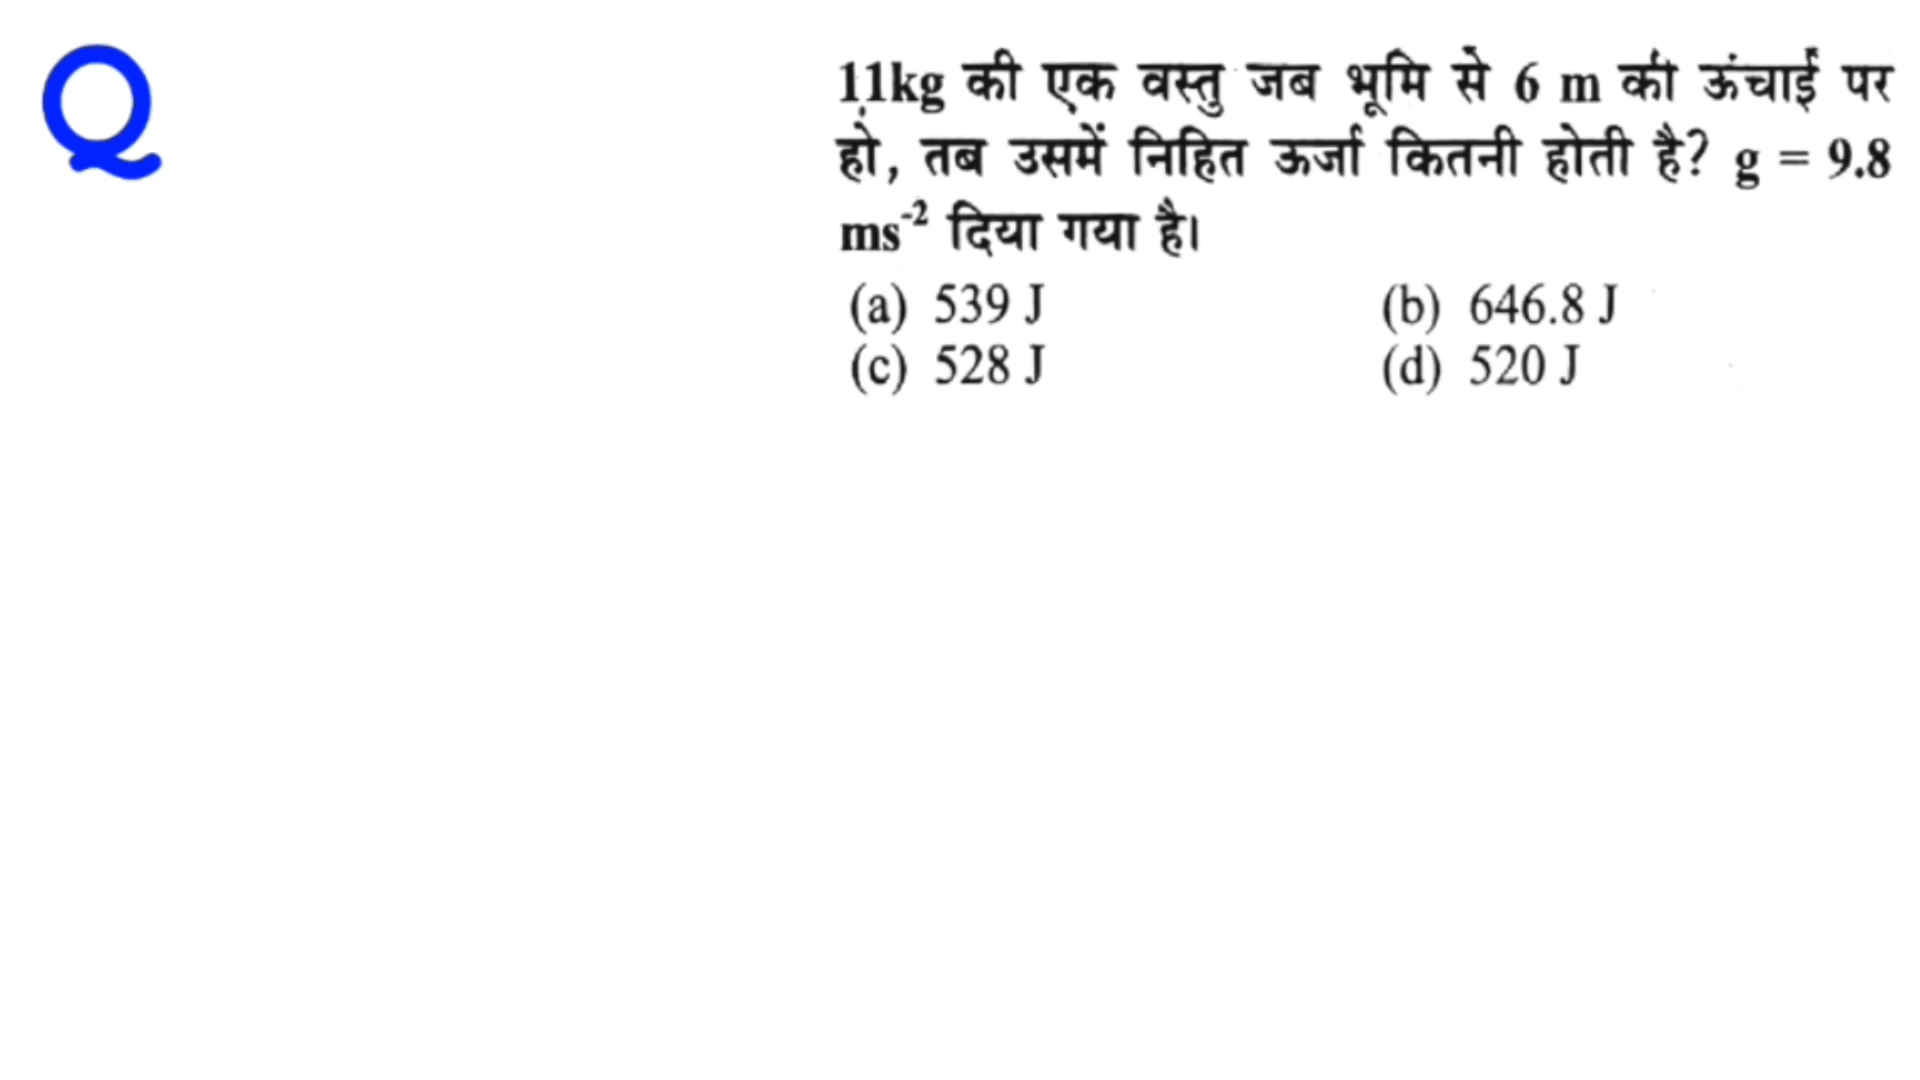 Q
11kg की एक वस्तु जब भूमि से 6 m की ऊंचाई पर
हो, तब उसमें निहित ऊर्जा कितनी होती है? g = 9.8
ms⁻² दिया गया है।
(a) 539 J (b) 646.8 J
(c) 528 J (d) 520 J